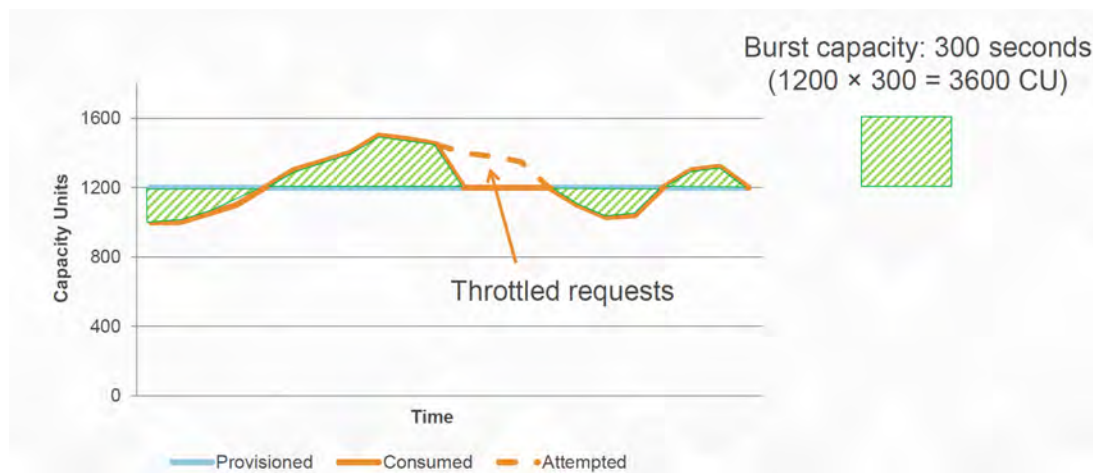 Burst capacity: 300 seconds
(1200 × 300 = 3600 CU)
1600
1200
800
400
0
Capacity Units
Throttled requests
Time
Provisioned Consumed Attempted